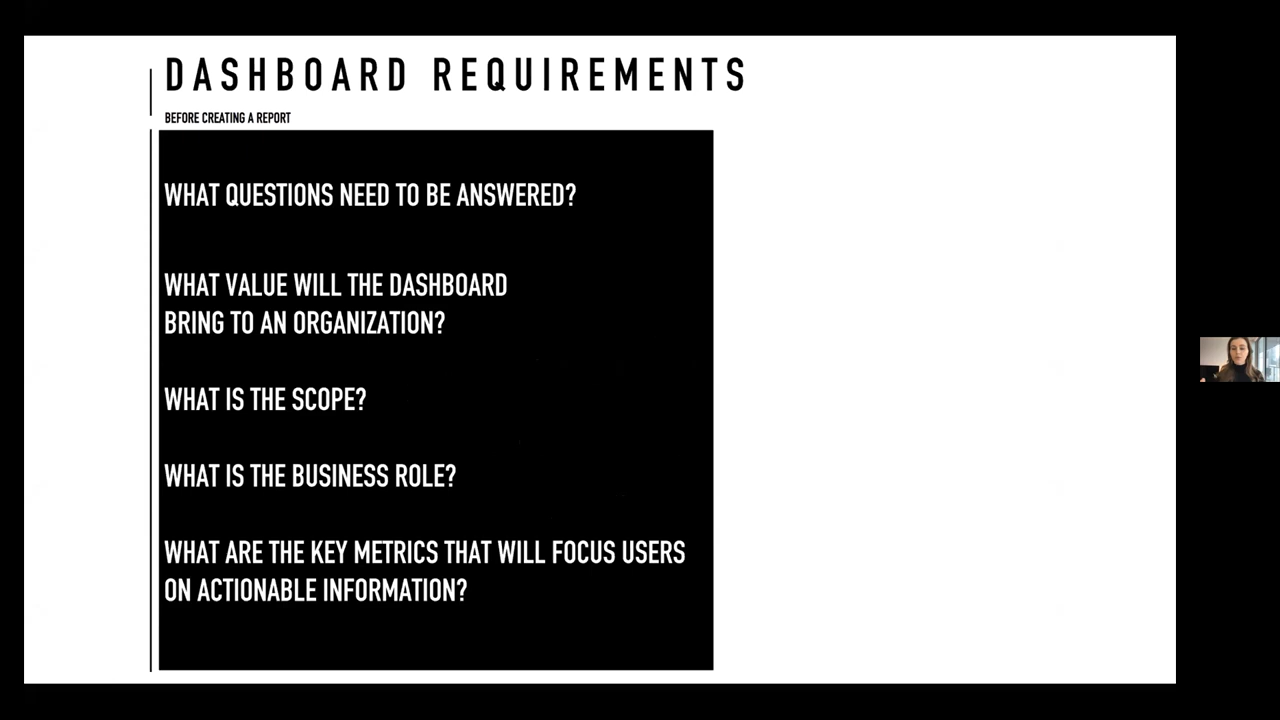 DASHBOARD REQUIREMENTS
BEFORE CREATING A REPORT
WHAT QUESTIONS NEED TO BE ANSWERED?
WHAT VALUE WILL THE DASHBOARD
BRING TO AN ORGANIZATION?
WHAT IS THE SCOPE?
WHAT IS THE BUSINESS ROLE?
WHAT ARE THE KEY METRICS THAT WILL FOCUS USERS
ON ACTIONABLE INFORMATION?